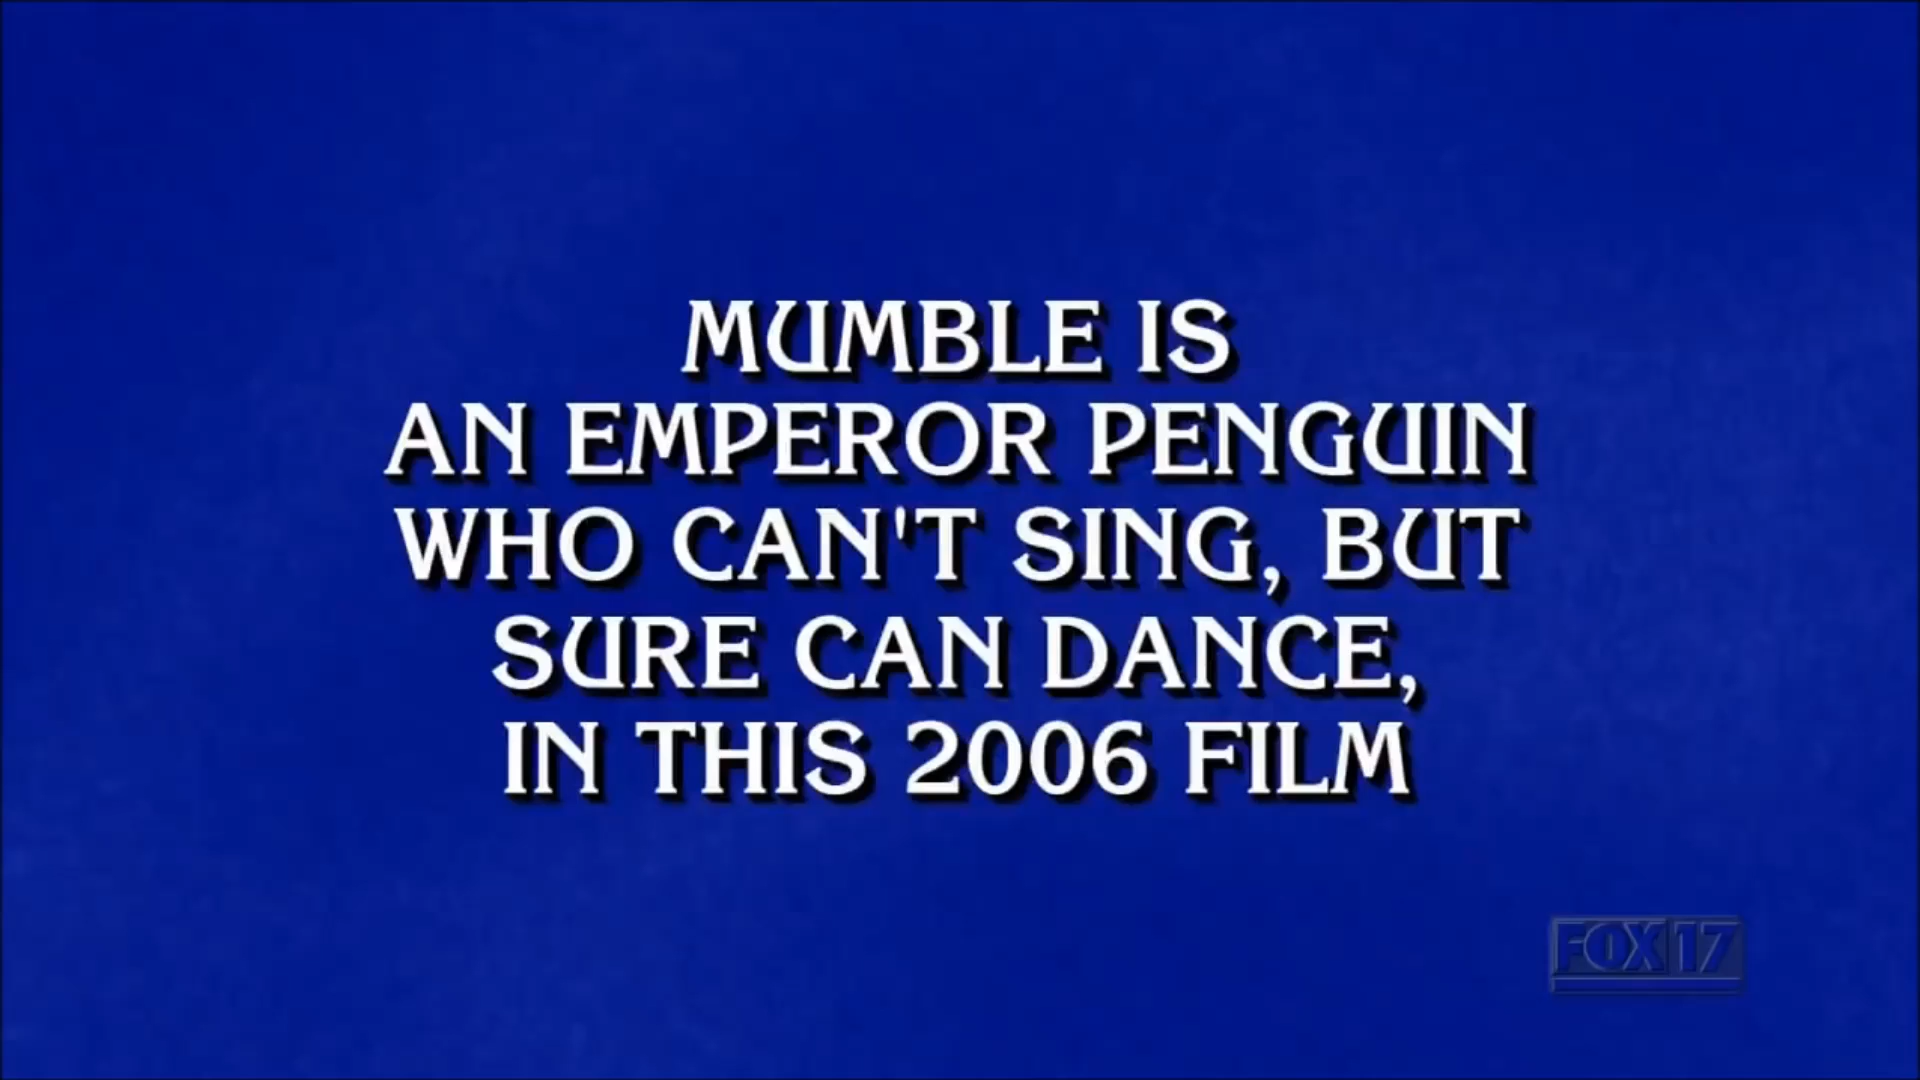 MUMBLE IS
AN EMPEROR PENGUIN
WHO CAN'T SING, BUT
SURE CAN DANCE,
IN THIS 2006 FILM
FOX 17